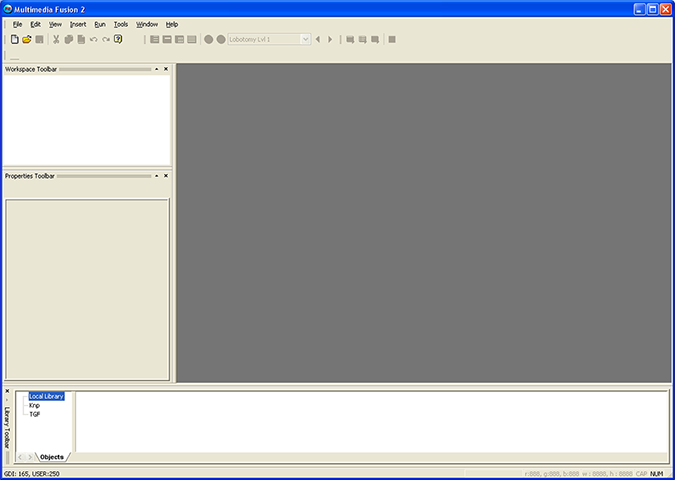 Multimedia Fusion 2
File Edit View Insert Run Tools Window Help
Lobotomy Lvl 1
Workspace Toolbar
Properties Toolbar
Local Library
Knp
TGF
Library Toolbar
Objects
GDI: 165, USER:250
r:888, g:888, b:888 w : 8888, h : 8888 CAP NUM